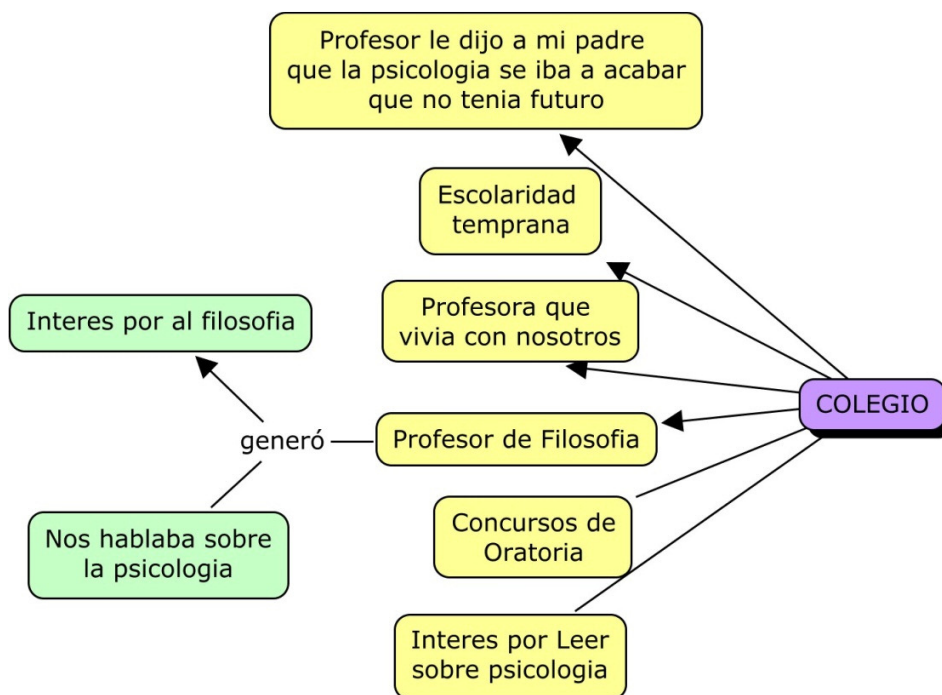 Profesor le dijo a mi padre
que la psicologia se iba a acabar
que no tenia futuro
Escolaridad
temprana
Profesora que
vivia con nosotros
Interes por al filosofia
COLEGIO
generó
Profesor de Filosofia
Concursos de
Oratoria
Nos hablaba sobre
la psicologia
Interes por Leer
sobre psicologia